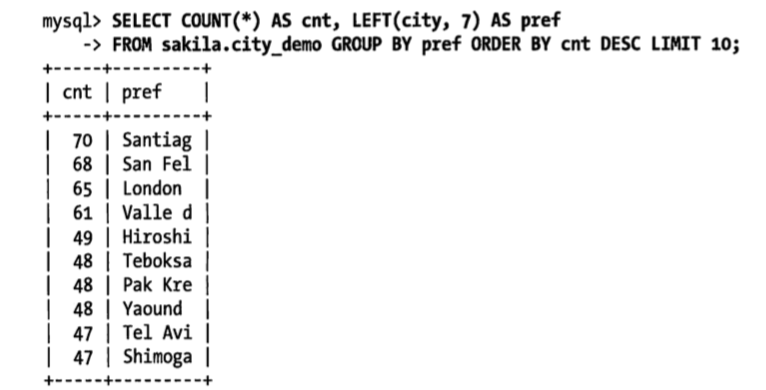 mysql> SELECT COUNT(*) AS cnt, LEFT(city, 7) AS pref
    -> FROM sakila.city_demo GROUP BY pref ORDER BY cnt DESC LIMIT 10;
+-----+---------+
| cnt | pref    |
+-----+---------+
|  70 | Santiag |
|  68 | San Fel |
|  65 | London  |
|  61 | Valle d |
|  49 | Hiroshi |
|  48 | Teboksa |
|  48 | Pak Kre |
|  48 | Yaound  |
|  47 | Tel Avi |
|  47 | Shimoga |
+-----+---------+